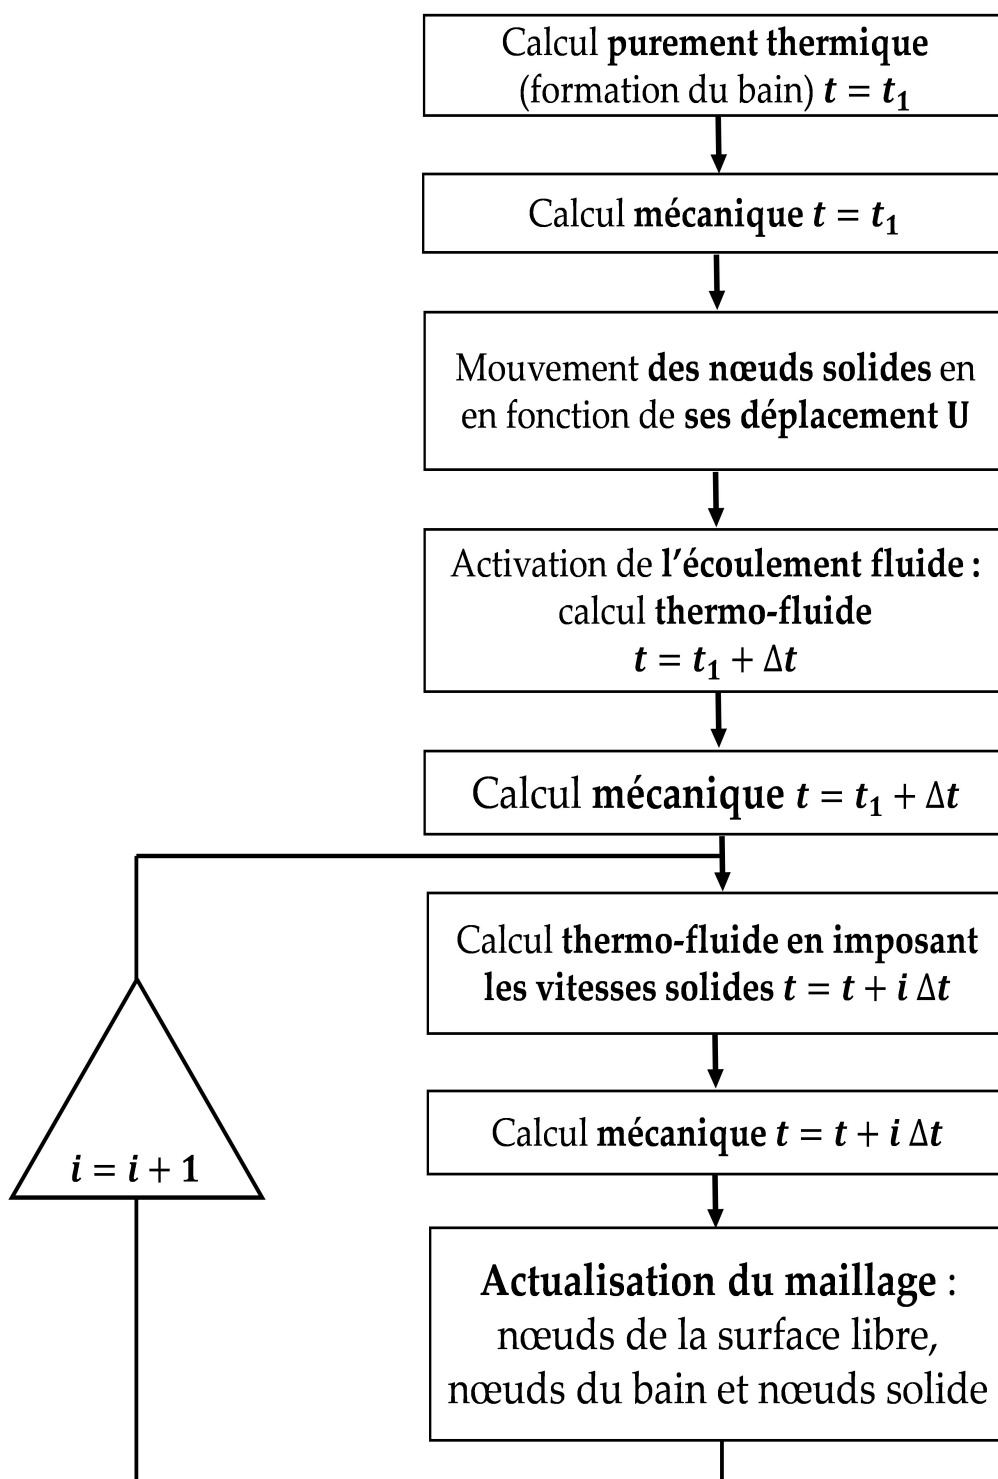 Calcul purement thermique
(formation du bain) t = t₁
Calcul mécanique t = t₁
Mouvement des nœuds solides en
en fonction de ses déplacement U
Activation de l'écoulement fluide :
calcul thermo-fluide
t = t₁ + Δt
Calcul mécanique t = t₁ + Δt
Calcul thermo-fluide en imposant
les vitesses solides t = t + i Δt
Calcul mécanique t = t + i Δt
i = i + 1
Actualisation du maillage :
nœuds de la surface libre,
nœuds du bain et nœuds solide